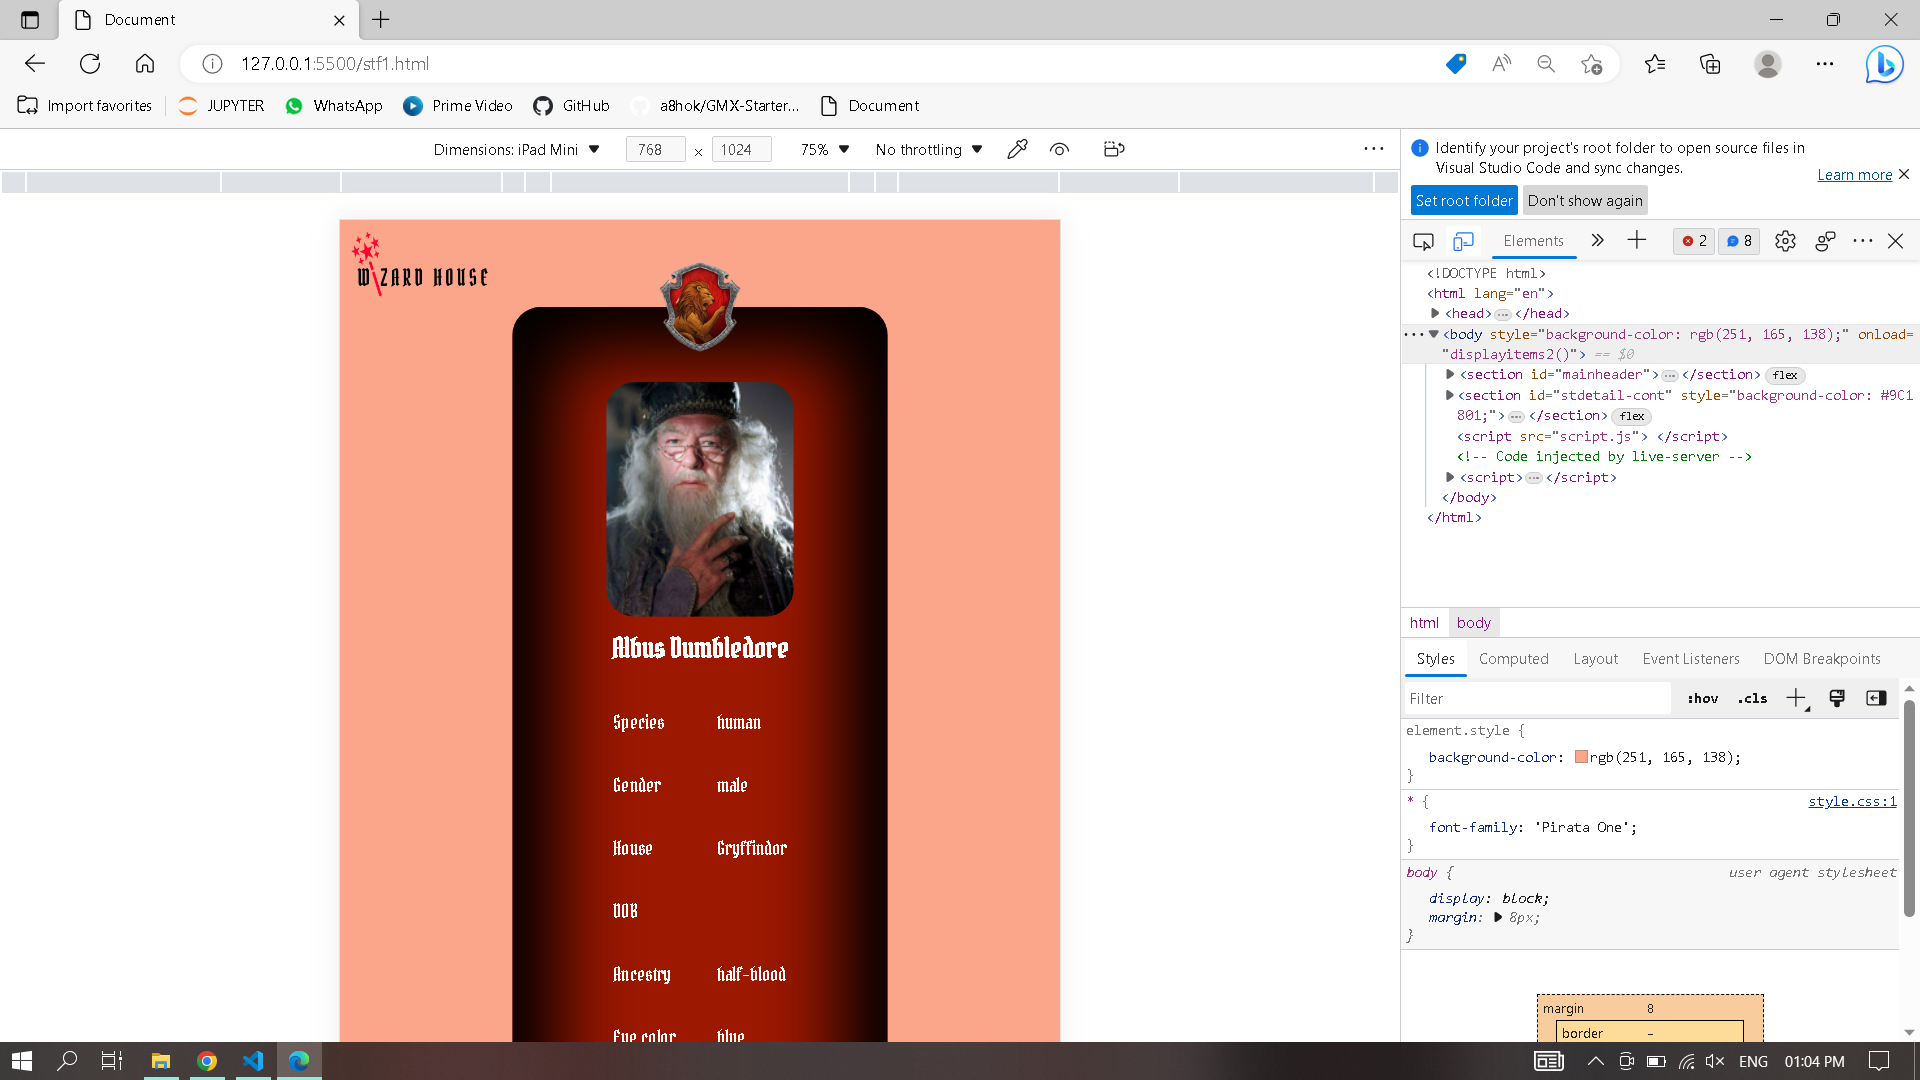 Document
127.0.0.1:5500/stf1.html
Import favorites
JUPYTER
WhatsApp
Prime Video
GitHub
a8hok/GMX-Starter...
Document
Dimensions: iPad Mini
768
x
1024
75%
No throttling
Identify your project's root folder to open source files in
Visual Studio Code and sync changes.
Learn more
Set root folder
Don't show again
WIZARD HOUSE
Albus Dumbledore
Species human
Gender male
House Gryffindor
DOB
Ancestry half-blood
Eye color blue
Elements
2
8
<!DOCTYPE html>
<html lang="en">
<head>…</head>
<body style="background-color: rgb(251, 165, 138);" onload=
"displayitems2()"> == $0
<section id="mainheader">…</section> flex
<section id="stdetail-cont" style="background-color: #9C1
801;">…</section> flex
<script src="script.js"> </script>
<!-- Code injected by live-server -->
<script>…</script>
</body>
</html>
html body
Styles Computed Layout Event Listeners DOM Breakpoints
Filter
:hov .cls
element.style {
background-color: rgb(251, 165, 138);
}
* {
style.css:1
font-family: 'Pirata One';
}
body {
user agent stylesheet
display: block;
margin: 8px;
}
margin 8
border -
ENG
01:04 PM